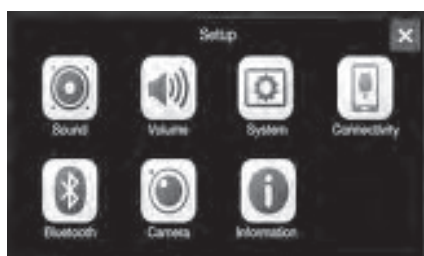 Setup
Sound Volume System Connectivity
Bluetooth Camera Information